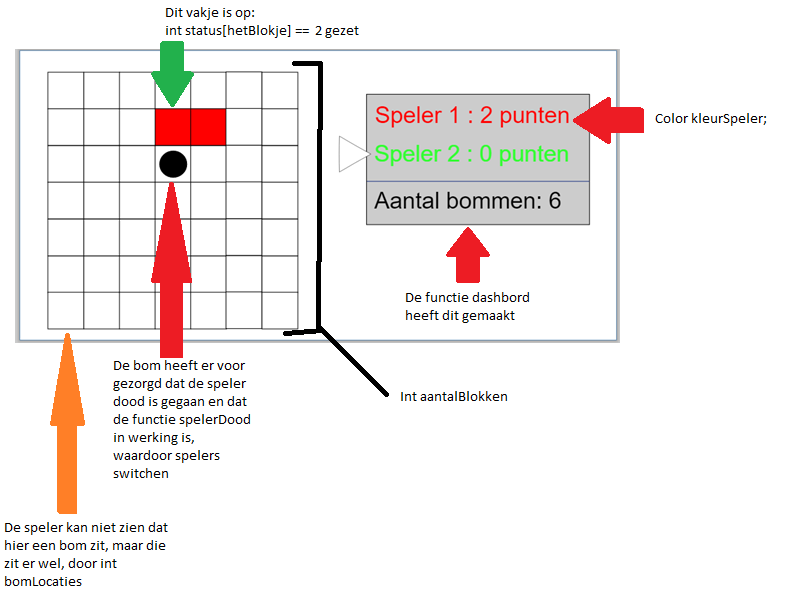 Dit vakje is op:
int status[hetBlokje] == 2 gezet
Speler 1 : 2 punten
Color kleurSpeler;
Speler 2 : 0 punten
Aantal bommen: 6
De functie dashbord
heeft dit gemaakt
De bom heeft er voor
gezorgd dat de speler
dood is gegaan en dat
de functie spelerDood
in werking is,
waardoor spelers
switchen
Int aantalBlokken
De speler kan niet zien dat
hier een bom zit, maar die
zit er wel, door int
bomLocaties